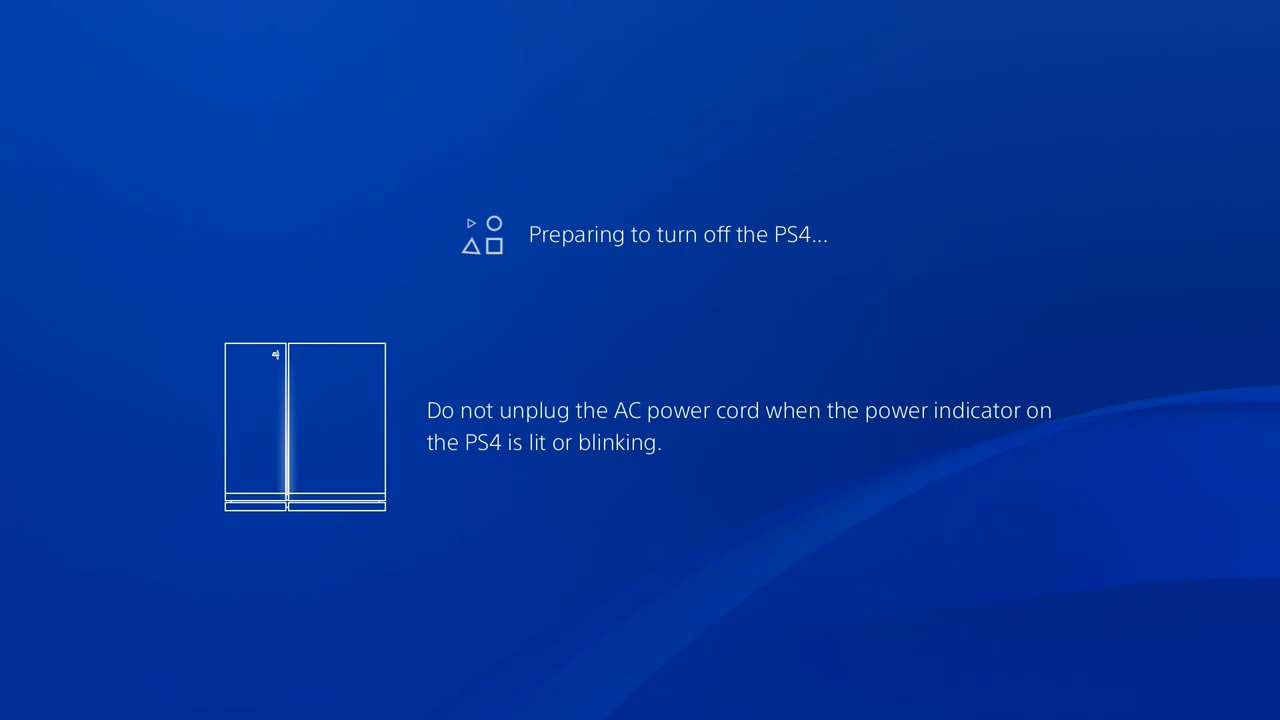 Preparing to turn off the PS4...
Do not unplug the AC power cord when the power indicator on
the PS4 is lit or blinking.